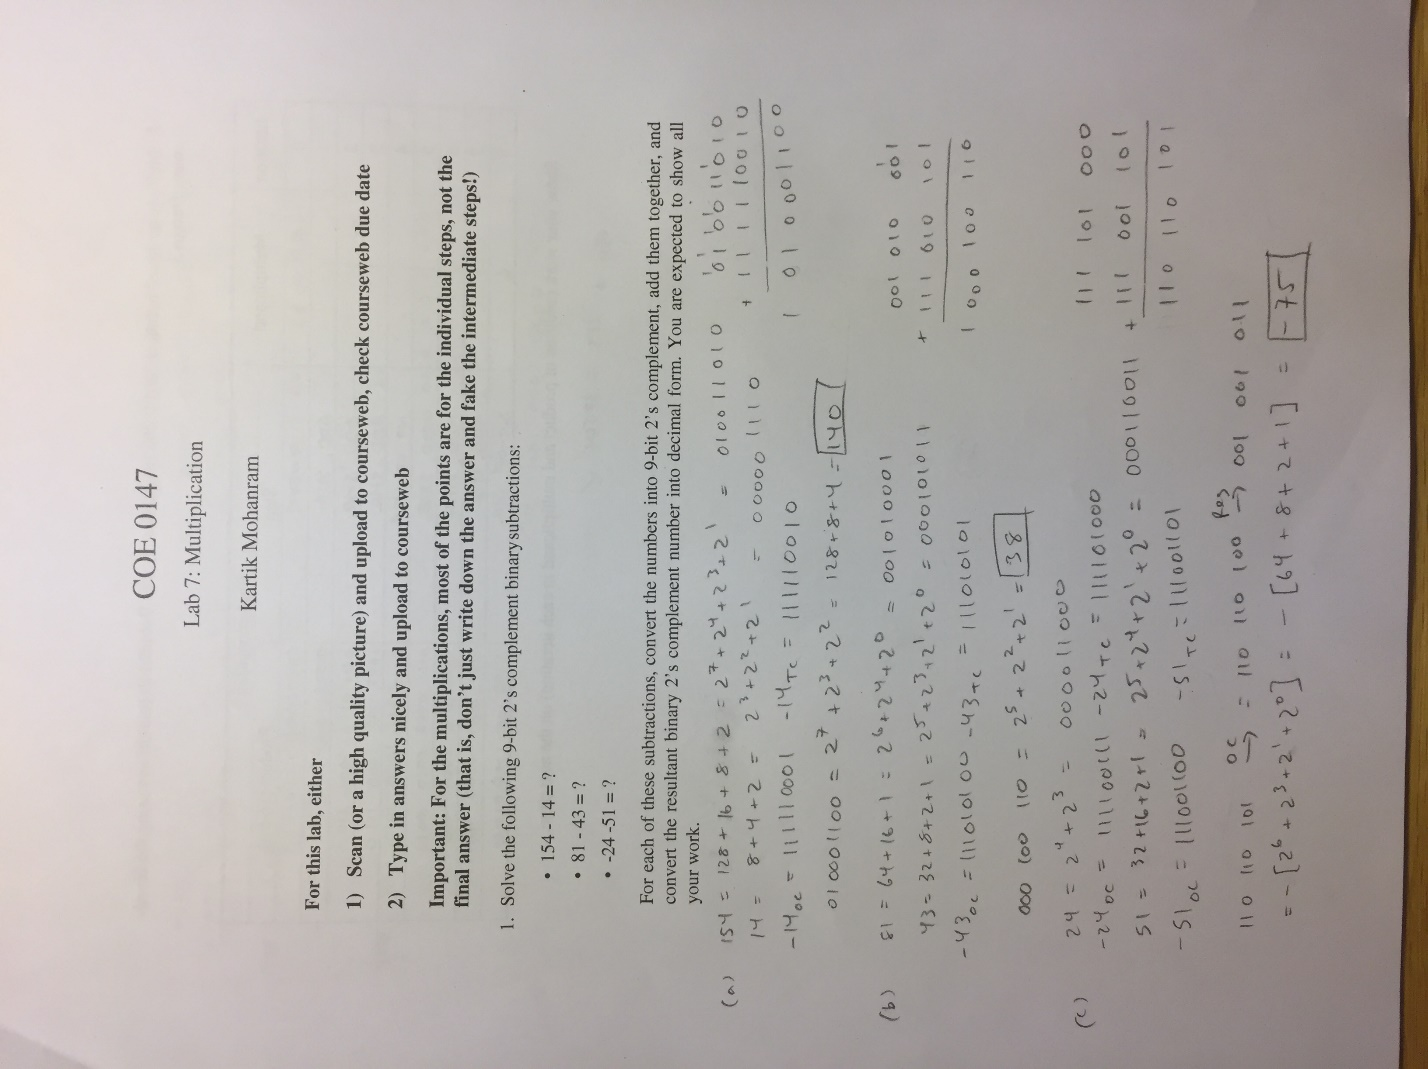 COE 0147
Lab 7: Multiplication
Kartik Mohanram
For this lab, either
1) Scan (or a high quality picture) and upload to courseweb, check courseweb due date
2) Type in answers nicely and upload to courseweb
Important: For the multiplications, most of the points are for the individual steps, not the
final answer (that is, don't just write down the answer and fake the intermediate steps!)
1. Solve the following 9-bit 2's complement binary subtractions:
• 154 - 14 = ?
• 81 - 43 = ?
• -24 -51 = ?
For each of these subtractions, convert the numbers into 9-bit 2's complement, add them together, and
convert the resultant binary 2's complement number into decimal form. You are expected to show all
your work.
(a) 154 = 128 + 16 + 8 + 2 = 2⁷ + 2⁴ + 2³ + 2¹ = 010011010
14 = 8 + 4 + 2 = 2³ + 2² + 2¹ = 000001110
-14oc = 111110001 -14Tc = 111110010
010011010
+ 111110010
1 010001100
010001100 = 2⁷ + 2³ + 2² = 128 + 8 + 4 = 140
(b) 81 = 64 + 16 + 1 = 2⁶ + 2⁴ + 2⁰ = 001010001
43 = 32 + 8 + 2 + 1 = 2⁵ + 2³ + 2¹ + 2⁰ = 000101011
-43oc = 111010100 -43Tc = 111010101
001 010 001
+ 111 010 101
1 000 100 110
000 100 110 = 2⁵ + 2² + 2¹ = 38
(c) 24 = 2⁴ + 2³ = 000011000
-24oc = 111100111 -24Tc = 111101000
51 = 32 + 16 + 2 + 1 = 2⁵ + 2⁴ + 2¹ + 2⁰ = 000110011
-51oc = 111001100 -51Tc = 111001101
111 101 000
+ 111 001 101
110 110 101
110 110 101 oc → = 110 110 100 Res → 001 001 011
= -[2⁶ + 2³ + 2¹ + 2⁰] = -[64 + 8 + 2 + 1] = -75